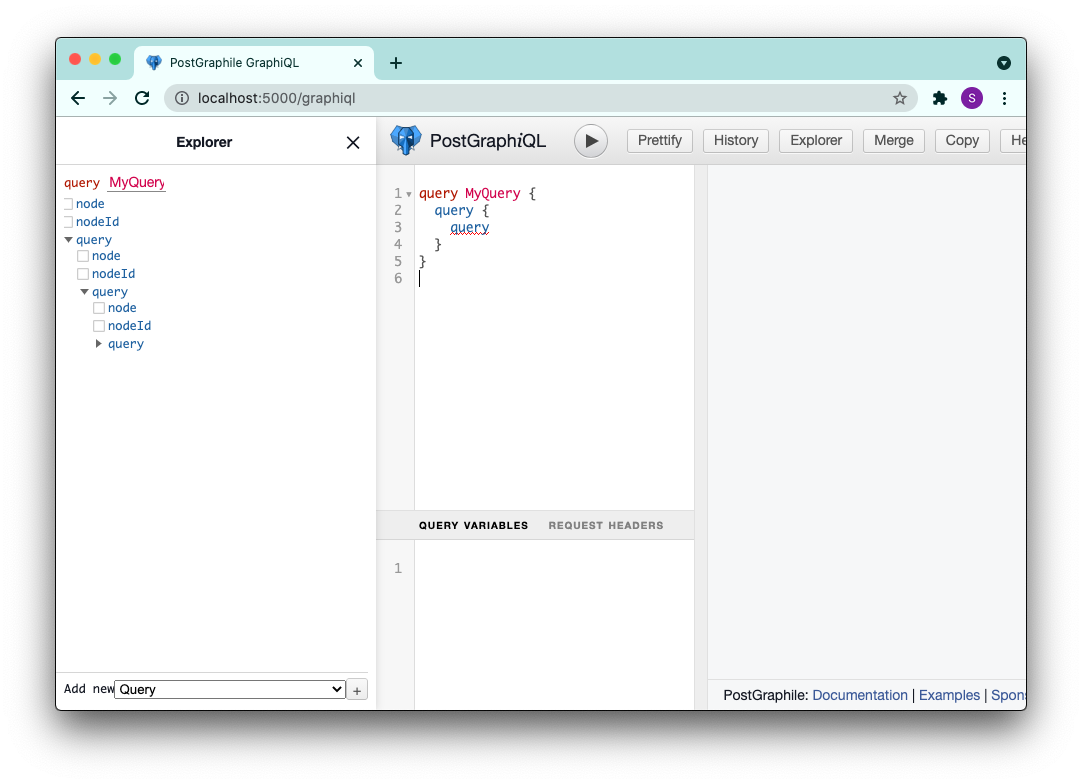 PostGraphile GraphiQL
localhost:5000/graphiql
S
Explorer
PostGraphiQL
Prettify
History
Explorer
Merge
Copy
He
query MyQuery
node
nodeId
query
node
nodeId
query
node
nodeId
query
1 query MyQuery {
2 query {
3 query
4 }
5 }
6
QUERY VARIABLES REQUEST HEADERS
1
Add new Query +
PostGraphile: Documentation | Examples | Spons